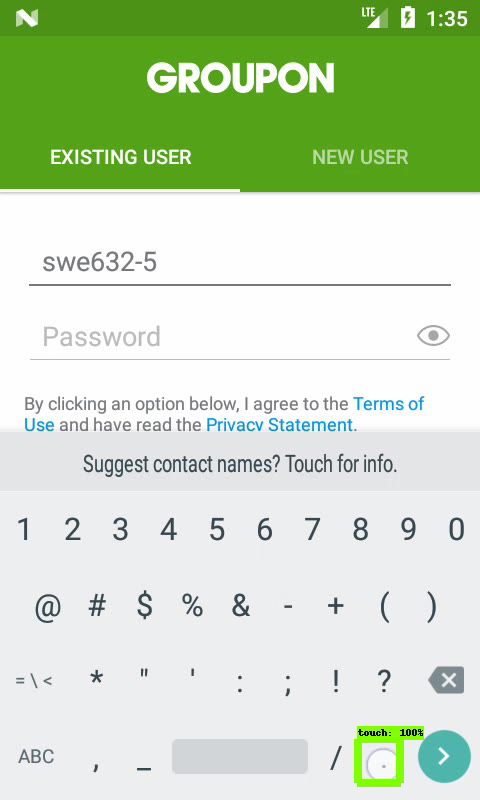 LTE 1:35
GROUPON
EXISTING USER NEW USER
swe632-5
Password
By clicking an option below, I agree to the Terms of
Use and have read the Privacy Statement.
Suggest contact names? Touch for info.
1 2 3 4 5 6 7 8 9 0
@ # $ % & - + ( )
= \ < * " ' : ; ! ?
touch: 100%
ABC , _ / .